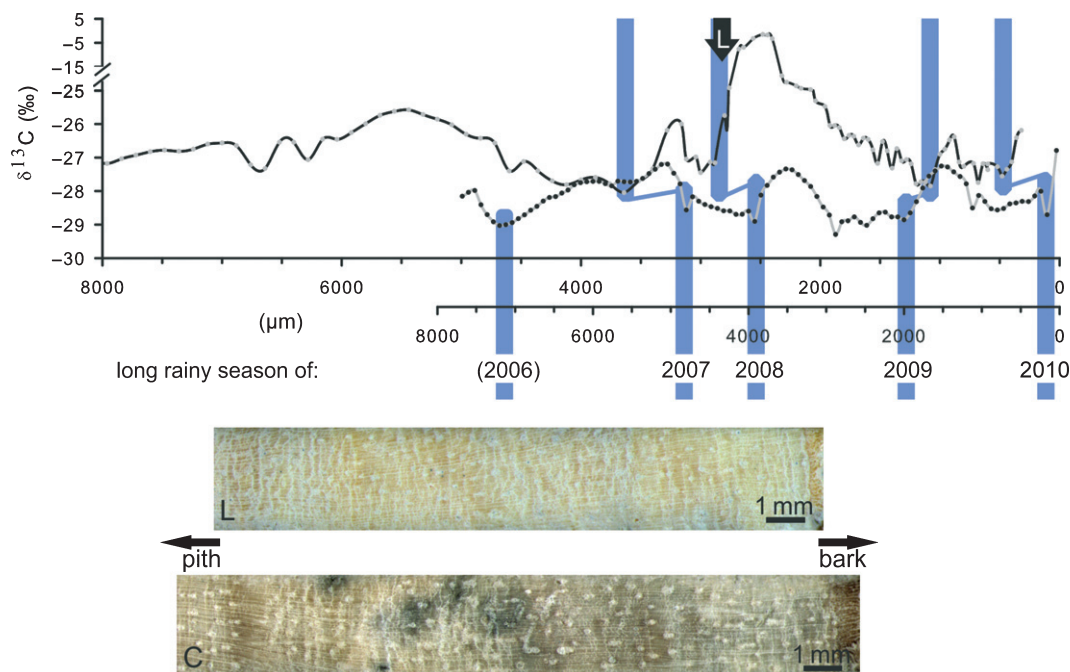 5
−5
−15
−25
−26
−27
−28
−29
−30
δ 13C (‰)
L
8000 6000 4000 2000 0
(µm)
8000 6000 4000 2000 0
long rainy season of: (2006) 2007 2008 2009 2010
L 1 mm
pith bark
C 1 mm